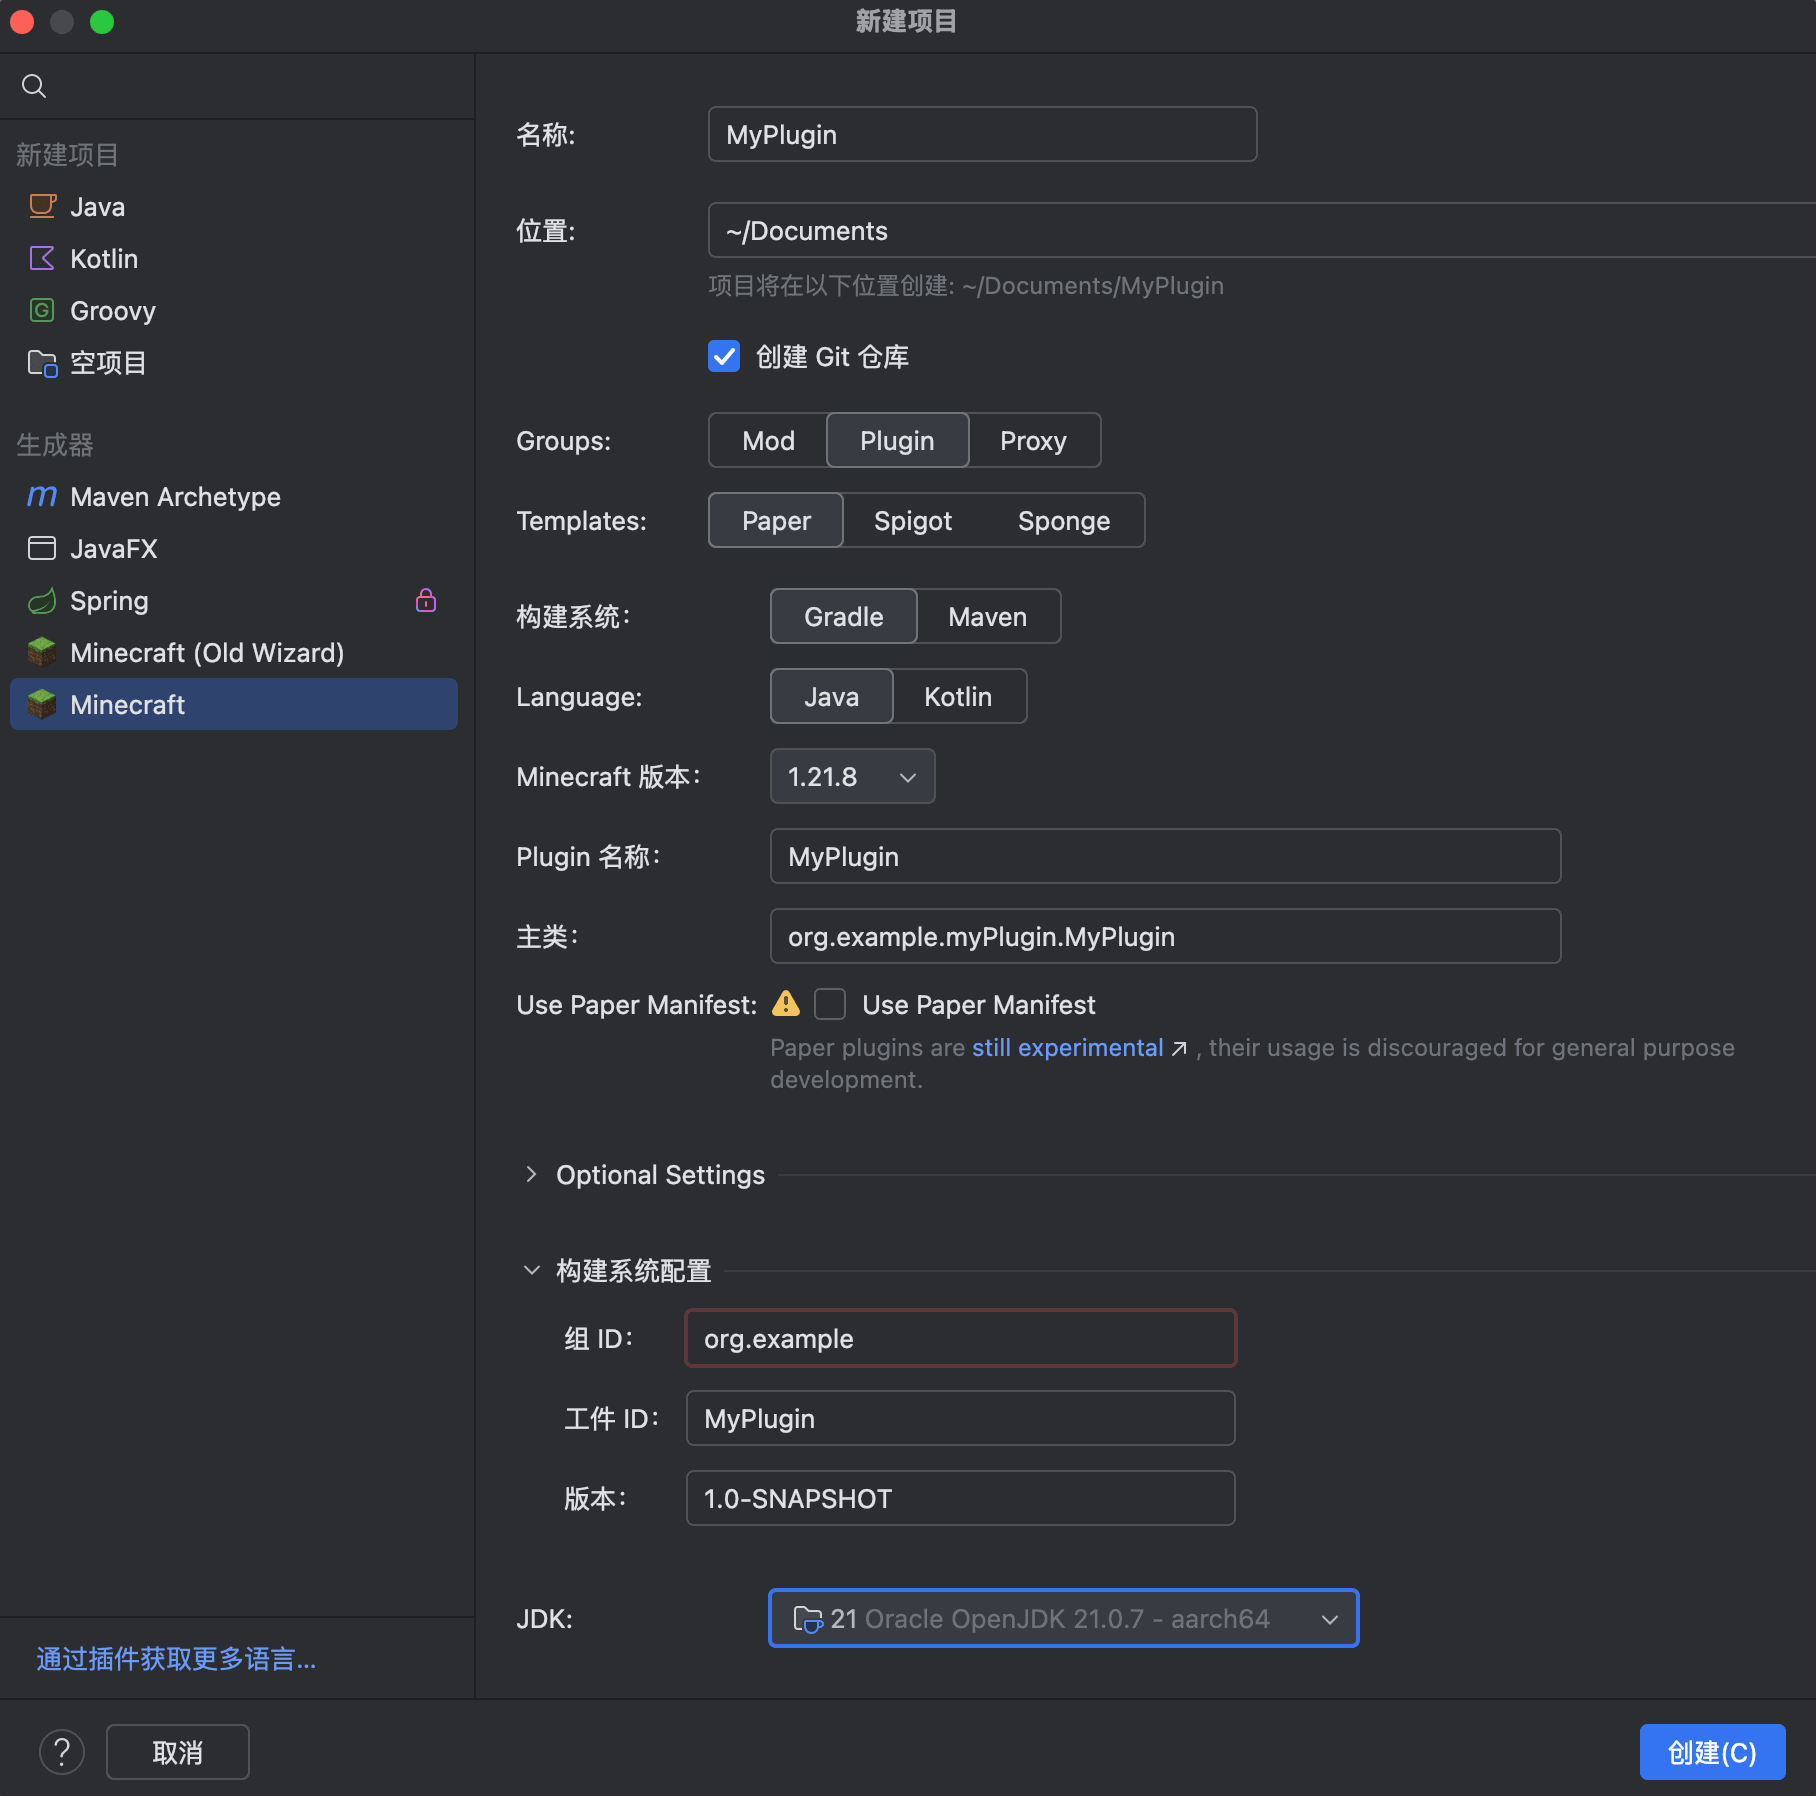 新建项目
新建项目
Java
Kotlin
Groovy
空项目
生成器
Maven Archetype
JavaFX
Spring
Minecraft (Old Wizard)
Minecraft
通过插件获取更多语言...
名称:
MyPlugin
位置:
~/Documents
项目将在以下位置创建: ~/Documents/MyPlugin
创建 Git 仓库
Groups:
Mod Plugin Proxy
Templates:
Paper Spigot Sponge
构建系统：
Gradle Maven
Language:
Java Kotlin
Minecraft 版本：
1.21.8
Plugin 名称：
MyPlugin
主类：
org.example.myPlugin.MyPlugin
Use Paper Manifest:
Use Paper Manifest
Paper plugins are still experimental ↗ , their usage is discouraged for general purpose
development.
Optional Settings
构建系统配置
组 ID：
org.example
工件 ID：
MyPlugin
版本：
1.0-SNAPSHOT
JDK:
21 Oracle OpenJDK 21.0.7 - aarch64
?
取消
创建(C)